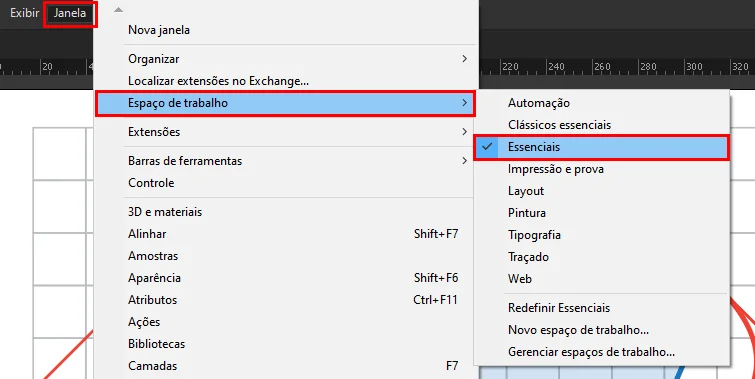 Exibir Janela
Nova janela
Organizar
Localizar extensões no Exchange...
Espaço de trabalho
Extensões
Barras de ferramentas
Controle
3D e materiais
Alinhar Shift+F7
Amostras
Aparência Shift+F6
Atributos Ctrl+F11
Ações
Bibliotecas
Camadas F7
20
220 240 260 280 300 320
Automação
Clássicos essenciais
Essenciais
Impressão e prova
Layout
Pintura
Tipografia
Traçado
Web
Redefinir Essenciais
Novo espaço de trabalho...
Gerenciar espaços de trabalho...